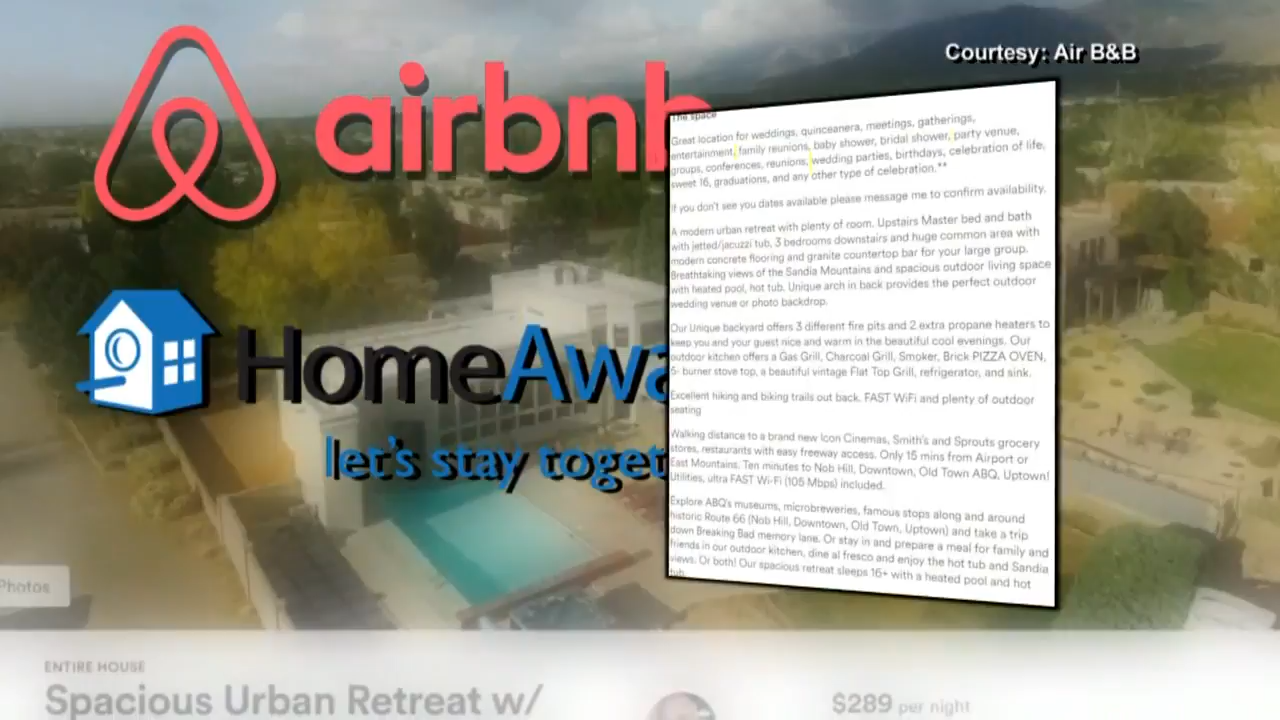 Courtesy: Air B&B
airbnb
HomeAwa
let's stay toget
The space
Great location for weddings, quinceanera, meetings, gatherings,
entertainment, family reunions, baby shower, bridal shower, party venue,
groups, conferences, reunions, wedding parties, birthdays, celebration of life,
sweet 16, graduations, and any other type of celebration.**
If you don't see you dates available please message me to confirm availability.
A modern urban retreat with plenty of room. Upstairs Master bed and bath
with jetted/jacuzzi tub, 3 bedrooms downstairs and huge common area with
modern concrete flooring and granite countertop bar for your large group.
Breathtaking views of the Sandia Mountains and spacious outdoor living space
with heated pool, hot tub. Unique arch in back provides the perfect outdoor
wedding venue or photo backdrop.
Our Unique backyard offers 3 different fire pits and 2 extra propane heaters to
keep you and your guest nice and warm in the beautiful cool evenings. Our
outdoor kitchen offers a Gas Grill, Charcoal Grill, Smoker, Brick PIZZA OVEN,
6- burner stove top, a beautiful vintage Flat Top Grill, refrigerator, and sink.
Excellent hiking and biking trails out back. FAST WiFi and plenty of outdoor
seating
Walking distance to a brand new Icon Cinemas, Smith's and Sprouts grocery
stores, restaurants with easy freeway access. Only 15 mins from Airport or
East Mountains. Ten minutes to Nob Hill, Downtown, Old Town ABQ, Uptown!
Utilities, ultra FAST Wi-Fi (105 Mbps) included.
Explore ABQ's museums, microbreweries, famous stops along and around
historic Route 66 (Nob Hill, Downtown, Old Town, Uptown) and take a trip
down Breaking Bad memory lane. Or stay in and prepare a meal for family and
friends in our outdoor kitchen, dine al fresco and enjoy the hot tub and Sandia
views. Or both! Our spacious retreat sleeps 16+ with a heated pool and hot
tub
Photos
ENTIRE HOUSE
Spacious Urban Retreat w/
$289 per night